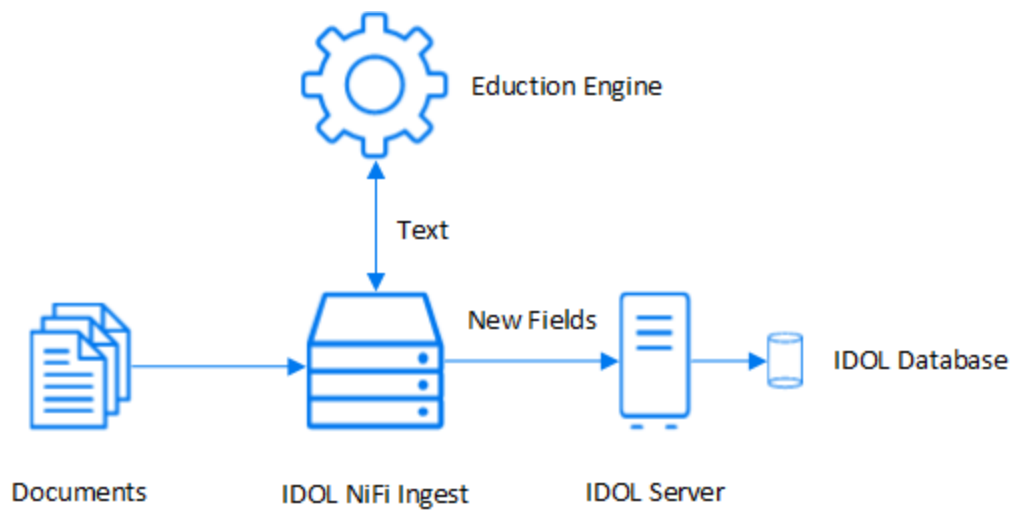 Eduction Engine
Text
New Fields
IDOL Database
Documents
IDOL NiFi Ingest
IDOL Server